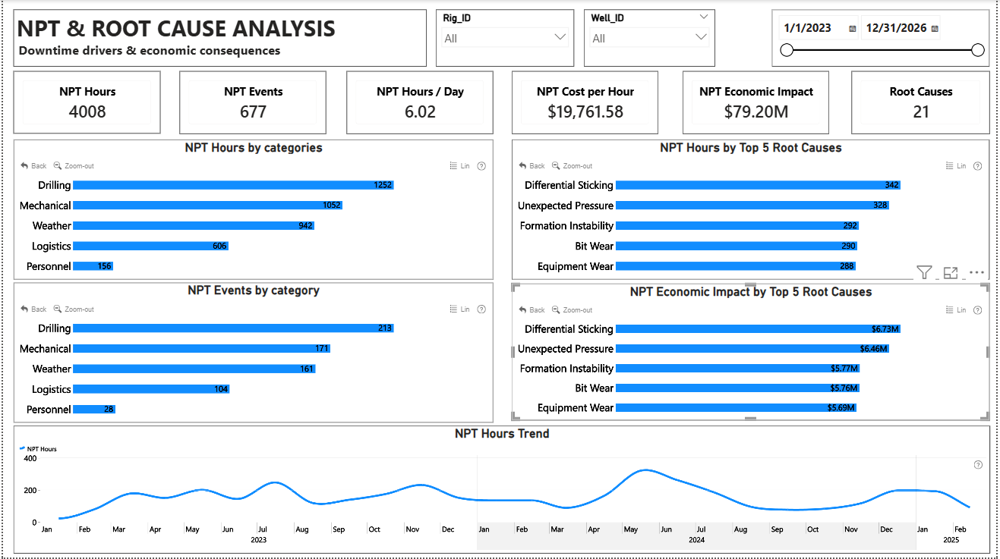 NPT & ROOT CAUSE ANALYSIS
Downtime drivers & economic consequences
Rig_ID
All
Well_ID
All
1/1/2023
12/31/2026
NPT Hours
4008
NPT Events
677
NPT Hours / Day
6.02
NPT Cost per Hour
$19,761.58
NPT Economic Impact
$79.20M
Root Causes
21
NPT Hours by categories
Back Zoom-out Lin ?
Drilling 1252
Mechanical 1052
Weather 942
Logistics 606
Personnel 156
NPT Hours by Top 5 Root Causes
Back Zoom-out Lin ?
Differential Sticking 342
Unexpected Pressure 328
Formation Instability 292
Bit Wear 290
Equipment Wear 288
NPT Events by category
Back Zoom-out Lin ?
Drilling 213
Mechanical 171
Weather 161
Logistics 104
Personnel 28
NPT Economic Impact by Top 5 Root Causes
Back Zoom-out Lin ?
Differential Sticking $6.73M
Unexpected Pressure $6.46M
Formation Instability $5.77M
Bit Wear $5.76M
Equipment Wear $5.69M
NPT Hours Trend
NPT Hours
?
400
200
0
Jan Feb Mar Apr May Jun Jul Aug Sep Oct Nov Dec Jan Feb Mar Apr May Jun Jul Aug Sep Oct Nov Dec Jan Feb
2023 2024 2025